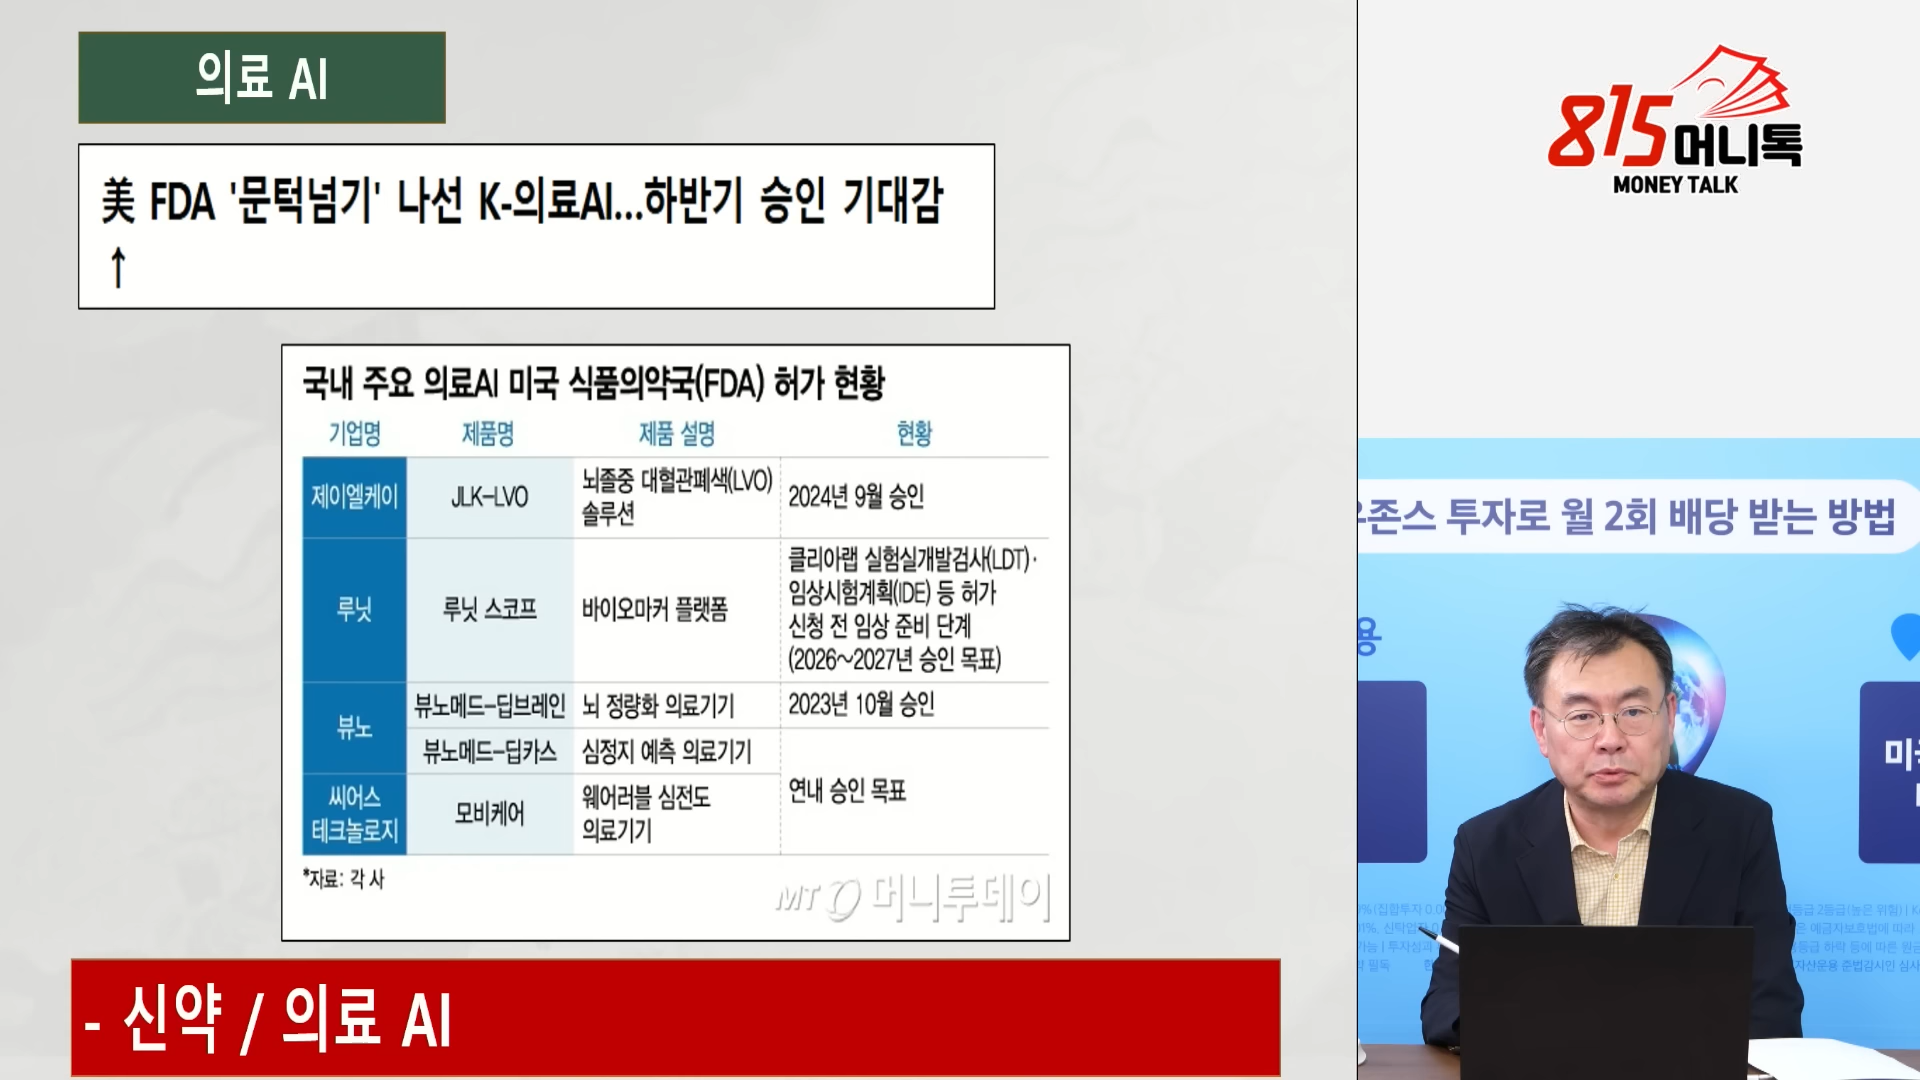 의료 AI
美 FDA '문턱넘기' 나선 K-의료AI...하반기 승인 기대감
↑
국내 주요 의료AI 미국 식품의약국(FDA) 허가 현황
기업명 제품명 제품 설명 현황
제이엘케이 JLK-LVO 뇌졸중 대혈관폐색(LVO) 솔루션 2024년 9월 승인
루닛 루닛 스코프 바이오마커 플랫폼 클리아랩 실험실개발검사(LDT)·
임상시험계획(IDE) 등 허가
신청 전 임상 준비 단계
(2026~2027년 승인 목표)
뷰노 뷰노메드-딥브레인 뇌 정량화 의료기기 2023년 10월 승인
뷰노메드-딥카스 심정지 예측 의료기기
연내 승인 목표
씨어스
테크놀로지 모비케어 웨어러블 심전도
의료기기
*자료: 각 사
MT 머니투데이
- 신약 / 의료 AI
815머니톡
MONEY TALK
존스 투자로 월 2회 배당 받는 방법
용